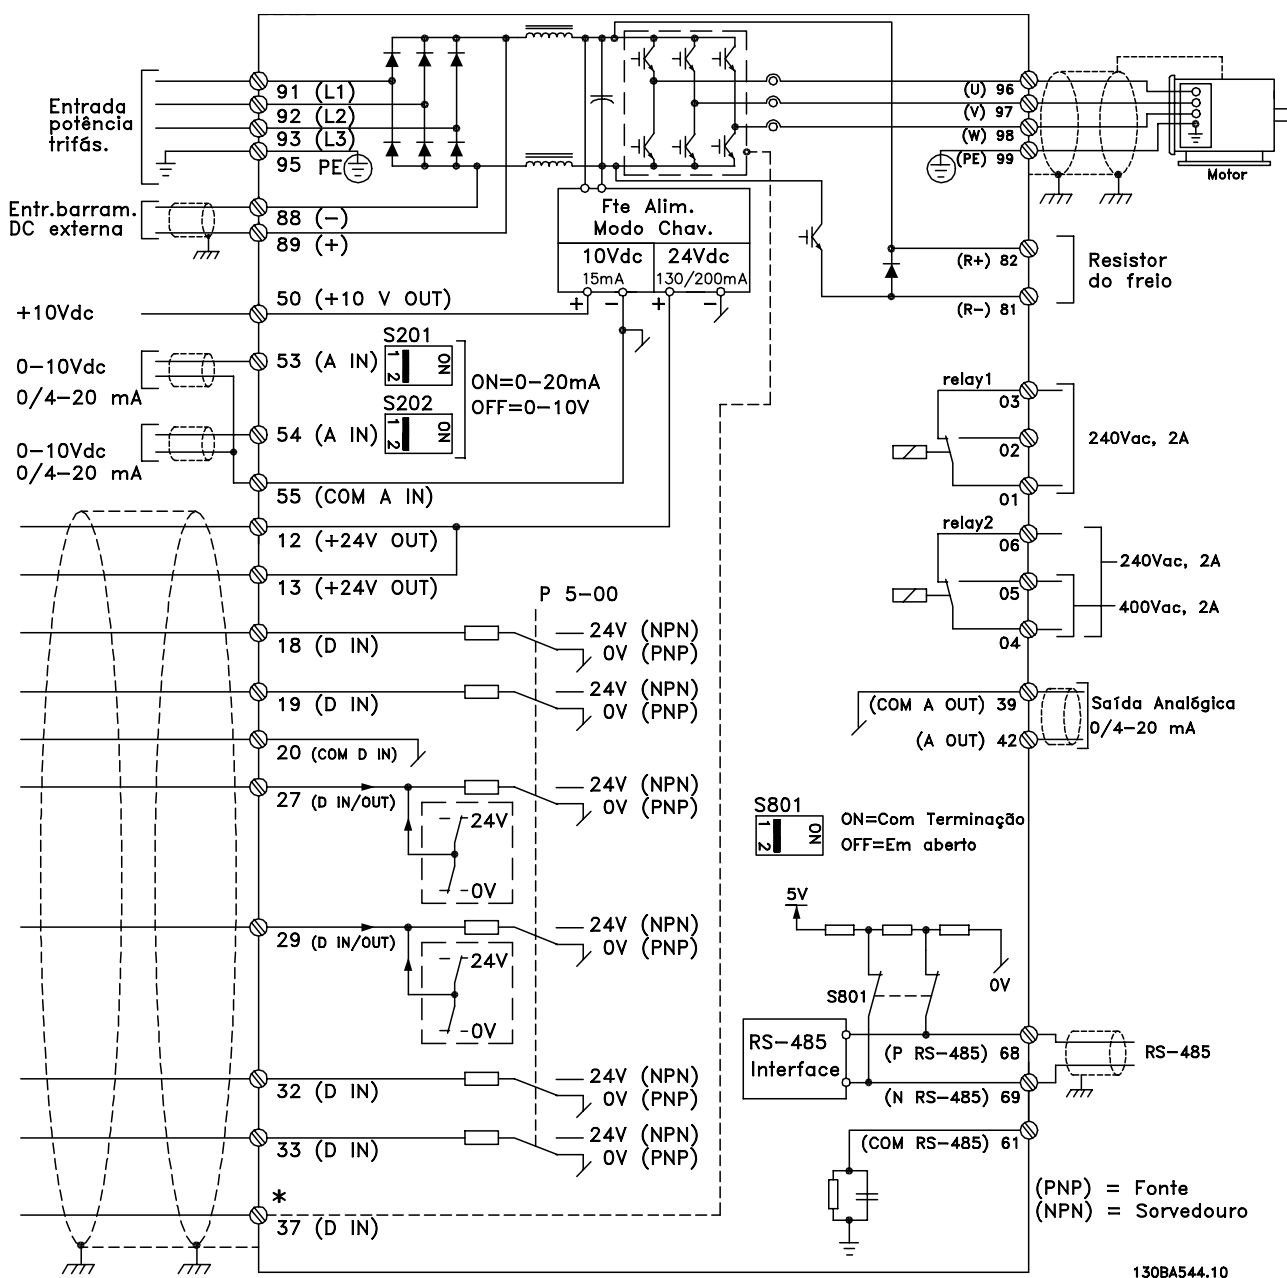 Entrada
potência
trifás.
91 (L1)
92 (L2)
93 (L3)
95 PE
Entr.barram.
DC externa
88 (−)
89 (+)
+10Vdc
50 (+10 V OUT)
0−10Vdc
0/4−20 mA
53 (A IN)
S201
1 2
ON
ON=0−20mA
OFF=0−10V
S202
1 2
ON
0−10Vdc
0/4−20 mA
54 (A IN)
55 (COM A IN)
12 (+24V OUT)
13 (+24V OUT)
P 5-00
18 (D IN)
24V (NPN)
0V (PNP)
19 (D IN)
24V (NPN)
0V (PNP)
20 (COM D IN)
27 (D IN/OUT)
24V (NPN)
0V (PNP)
24V
0V
29 (D IN/OUT)
24V (NPN)
0V (PNP)
24V
0V
32 (D IN)
24V (NPN)
0V (PNP)
33 (D IN)
24V (NPN)
0V (PNP)
*
37 (D IN)
Fte Alim.
Modo Chav.
10Vdc
15mA
24Vdc
130/200mA
+ − + −
(U) 96
(V) 97
(W) 98
(PE) 99
Motor
(R+) 82
(R−) 81
Resistor
do freio
relay1
03
02
01
240Vac, 2A
relay2
06
05
04
240Vac, 2A
400Vac, 2A
(COM A OUT) 39
(A OUT) 42
Saída Analógica
0/4−20 mA
S801
1 2
ON
ON=Com Terminação
OFF=Em aberto
5V
S801
0V
RS−485
Interface
(P RS−485) 68
(N RS−485) 69
(COM RS−485) 61
RS−485
(PNP) = Fonte
(NPN) = Sorvedouro
130BA544.10